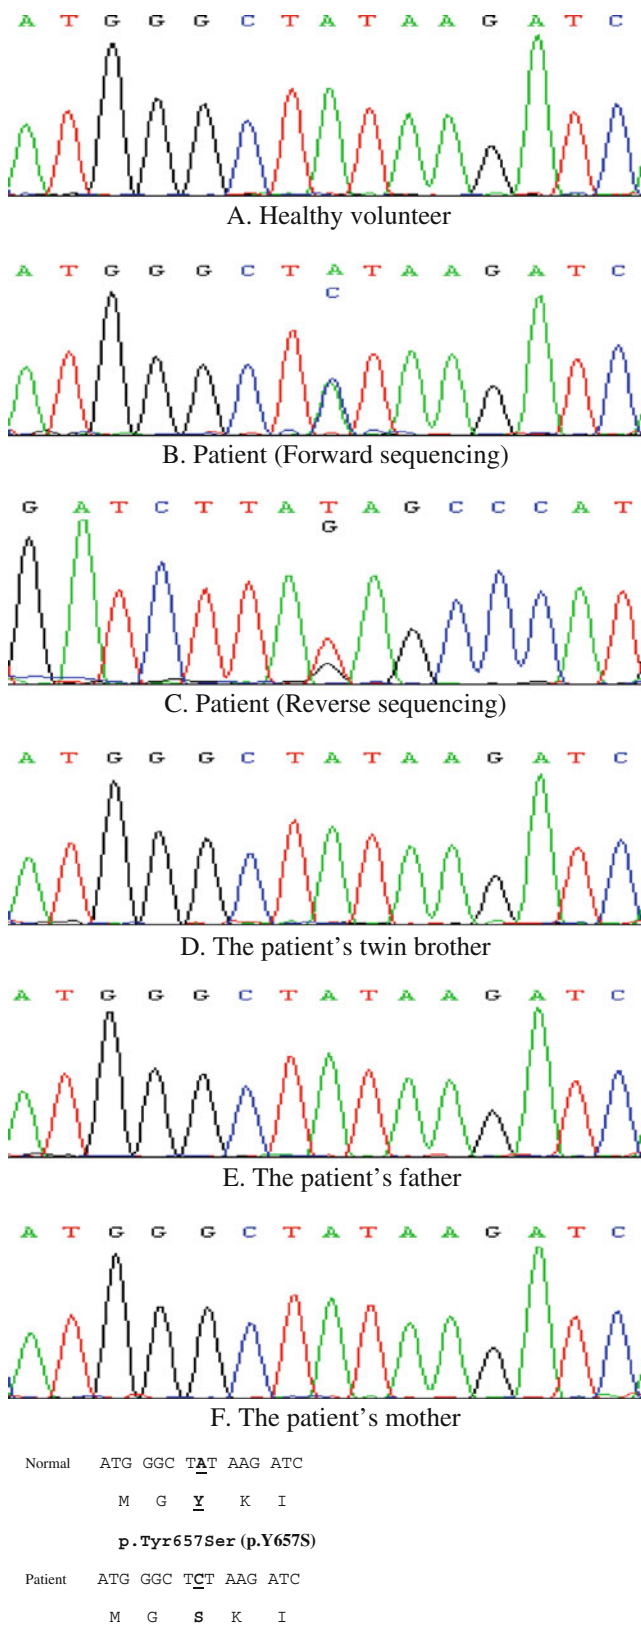 A T G G G C T A T A A G A T C
A. Healthy volunteer
A T G G G C T A T A A G A T C
C
B. Patient (Forward sequencing)
G A T C T T A T A G C C C A T
G
C. Patient (Reverse sequencing)
A T G G G C T A T A A G A T C
D. The patient's twin brother
A T G G G C T A T A A G A T C
E. The patient's father
A T G G G C T A T A A G A T C
F. The patient's mother
Normal ATG GGC TAT AAG ATC
M G Y K I
p.Tyr657Ser (p.Y657S)
Patient ATG GGC TCT AAG ATC
M G S K I